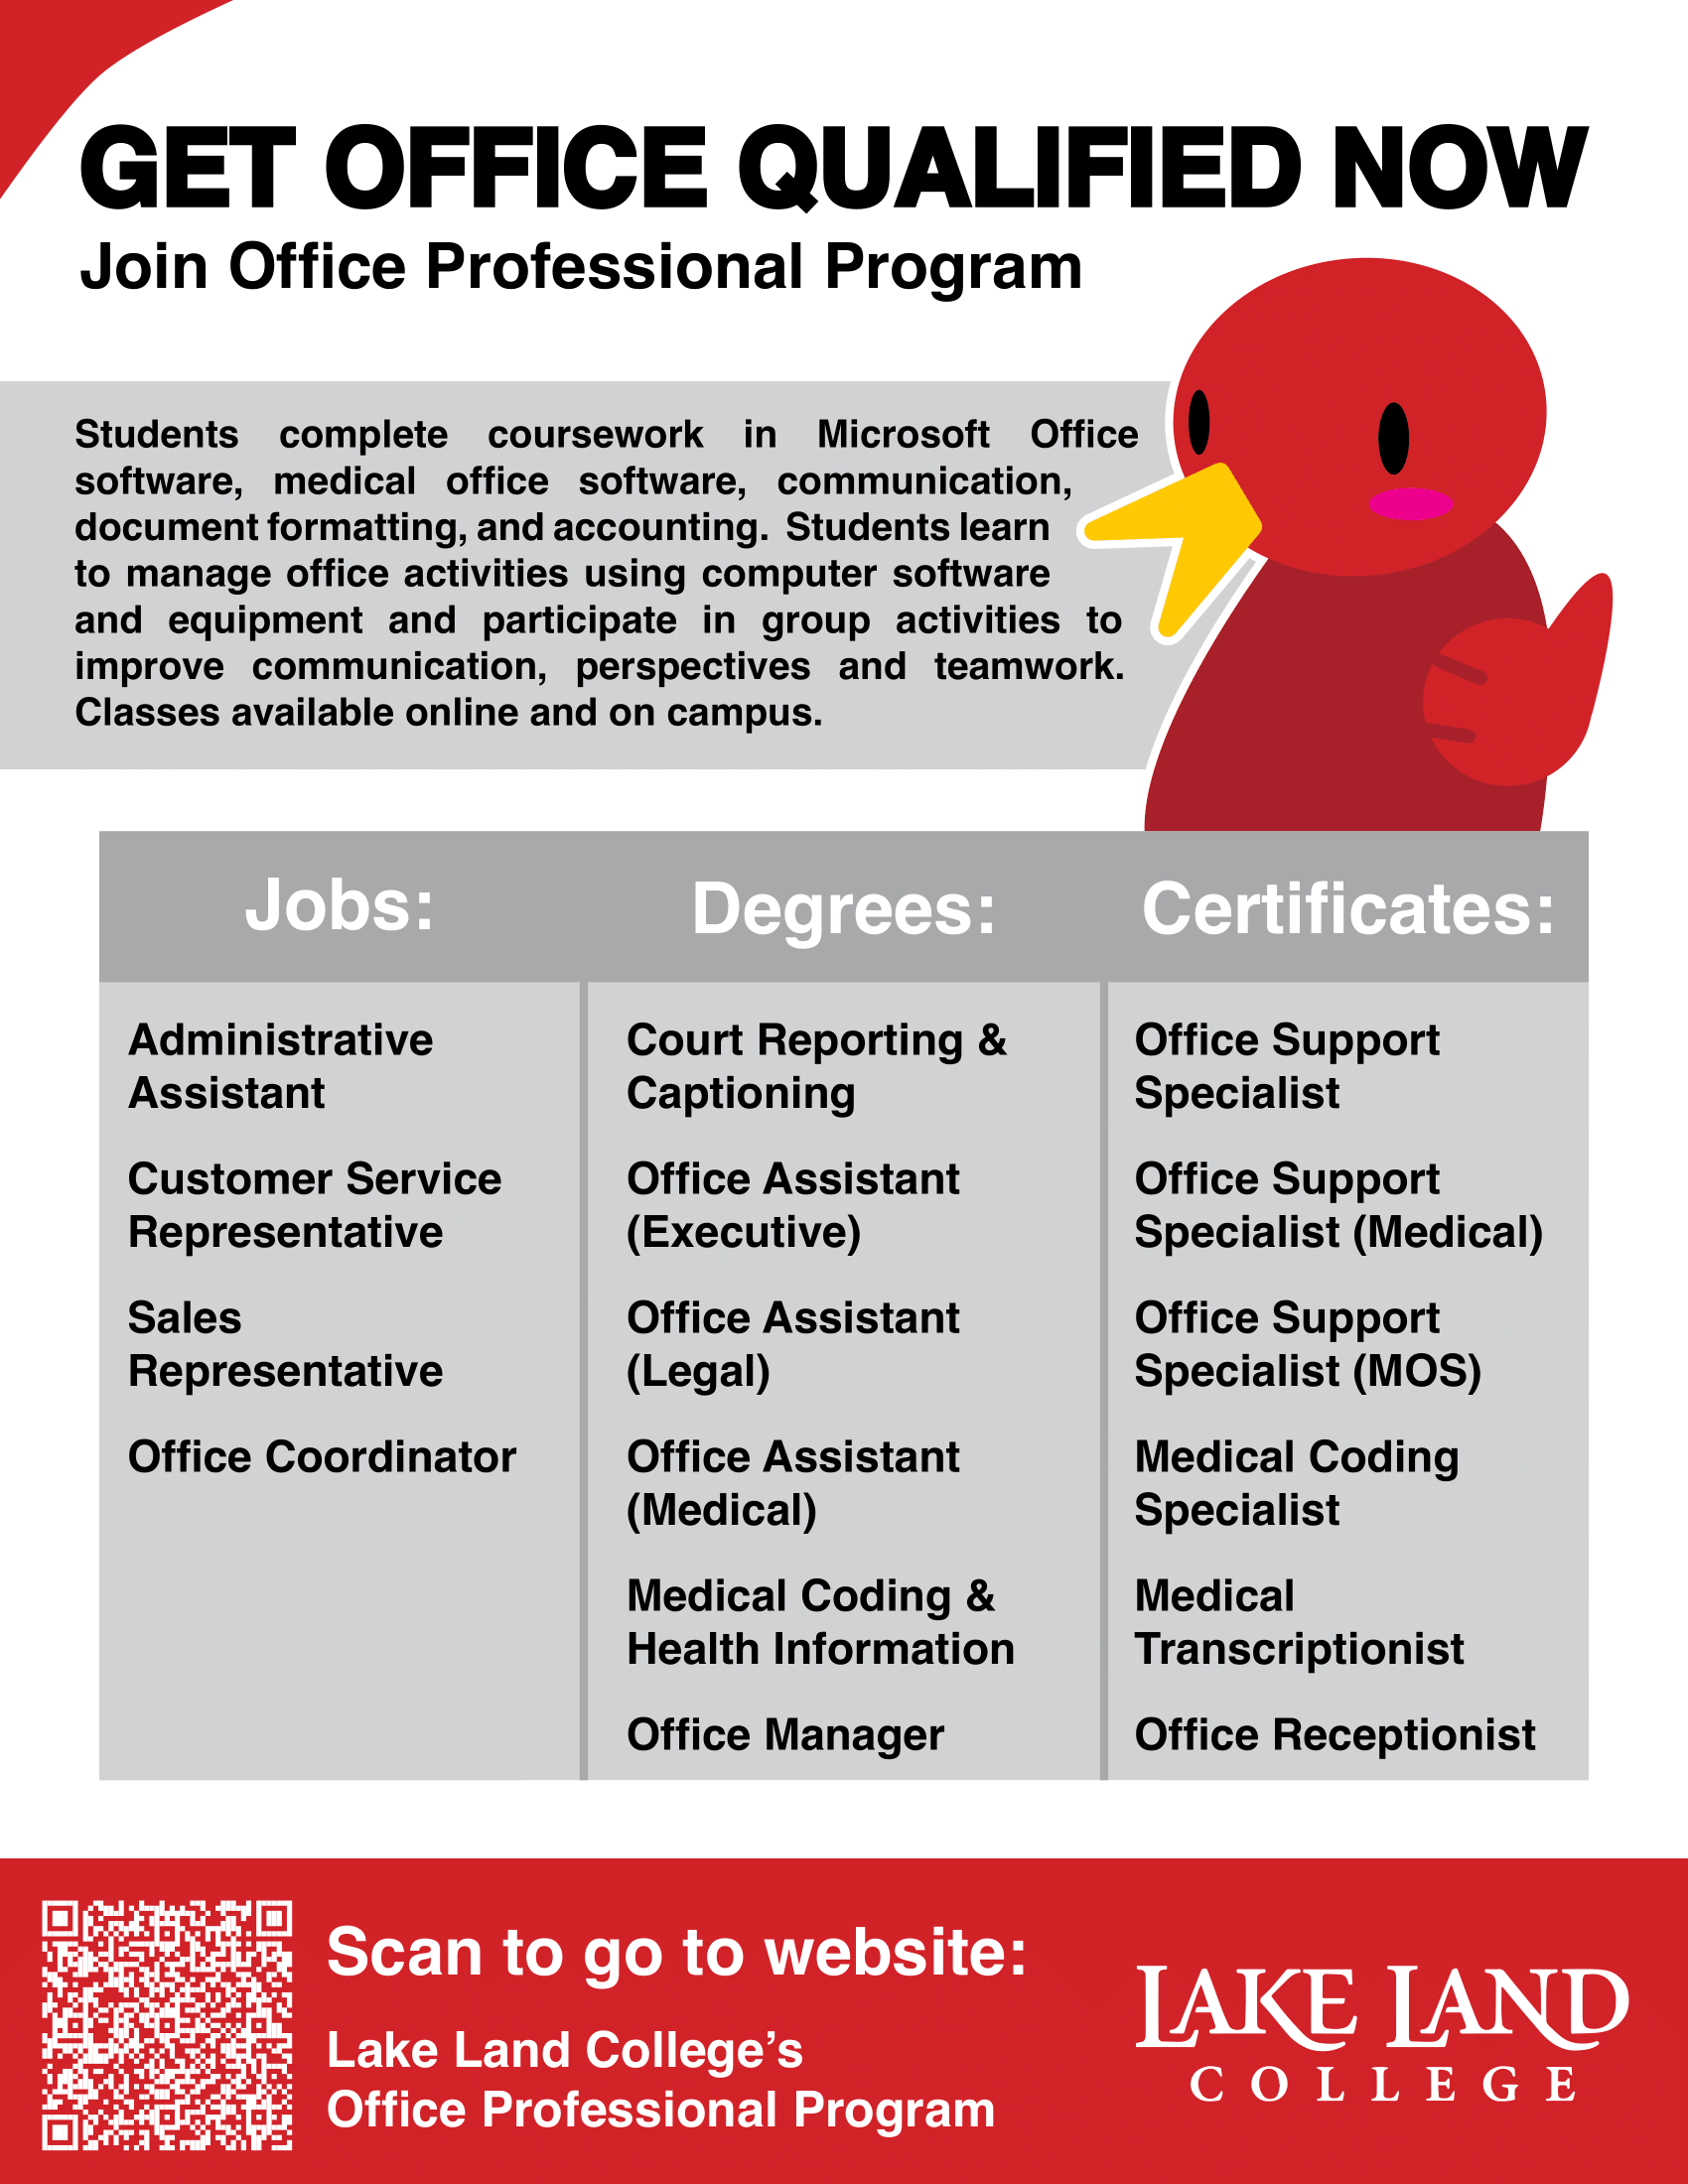 GET OFFICE QUALIFIED NOW
Join Office Professional Program
Students complete coursework in Microsoft Office
software, medical office software, communication,
document formatting, and accounting. Students learn
to manage office activities using computer software
and equipment and participate in group activities to
improve communication, perspectives and teamwork.
Classes available online and on campus.
Jobs:
Administrative
Assistant
Customer Service
Representative
Sales
Representative
Office Coordinator
Degrees:
Court Reporting &
Captioning
Office Assistant
(Executive)
Office Assistant
(Legal)
Office Assistant
(Medical)
Medical Coding &
Health Information
Office Manager
Certificates:
Office Support
Specialist
Office Support
Specialist (Medical)
Office Support
Specialist (MOS)
Medical Coding
Specialist
Medical
Transcriptionist
Office Receptionist
Scan to go to website:
Lake Land College’s
Office Professional Program
LAKE LAND
COLLEGE